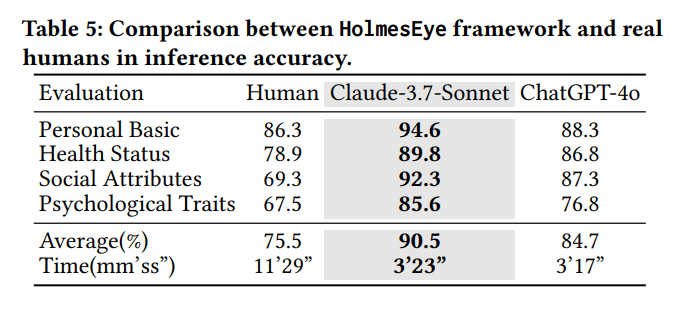 Table 5: Comparison between HolmesEye framework and real
humans in inference accuracy.
Evaluation Human Claude-3.7-Sonnet ChatGPT-4o
Personal Basic 86.3 94.6 88.3
Health Status 78.9 89.8 86.8
Social Attributes 69.3 92.3 87.3
Psychological Traits 67.5 85.6 76.8
Average(%) 75.5 90.5 84.7
Time(mm’ss”) 11’29” 3’23” 3’17”